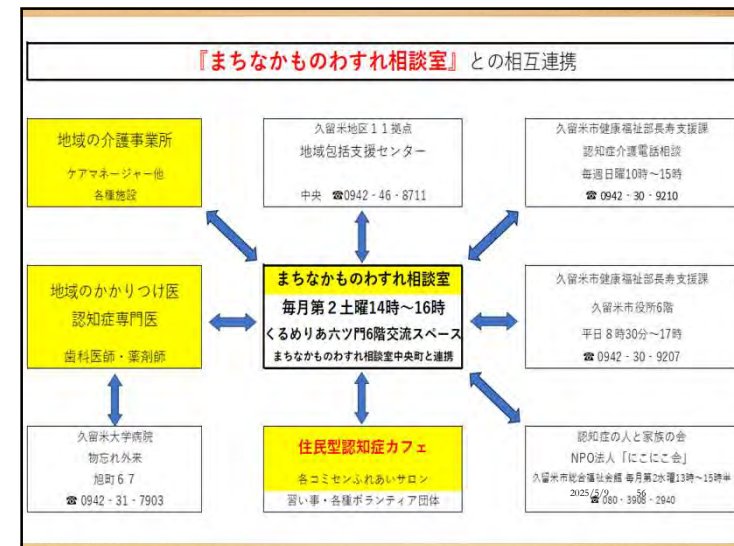 『まちなかものわすれ相談室』との相互連携
地域の介護事業所
ケアマネージャー他
各種施設
久留米地区11拠点
地域包括支援センター
中央 ☎0942‐46‐8711
久留米市健康福祉部長寿支援課
認知症介護電話相談
毎週日曜10時～15時
☎ 0942‐30‐9210
地域のかかりつけ医
認知症専門医
歯科医師・薬剤師
まちなかものわすれ相談室
毎月第2土曜14時～16時
くるめりあ六ツ門6階交流スペース
まちなかものわすれ相談室中央町と連携
久留米市健康福祉部長寿支援課
久留米市役所6階
平日8時30分～17時
☎ 0942‐30‐9207
久留米大学病院
物忘れ外来
旭町67
☎ 0942‐31‐7903
住民型認知症カフェ
各コミセンふれあいサロン
習い事・各種ボランティア団体
認知症の人と家族の会
NPO法人「にこにこ会」
久留米市総合福祉会館 毎月第2水曜13時～15時半
2025/5/9 56
☎ 080‐3908‐2940